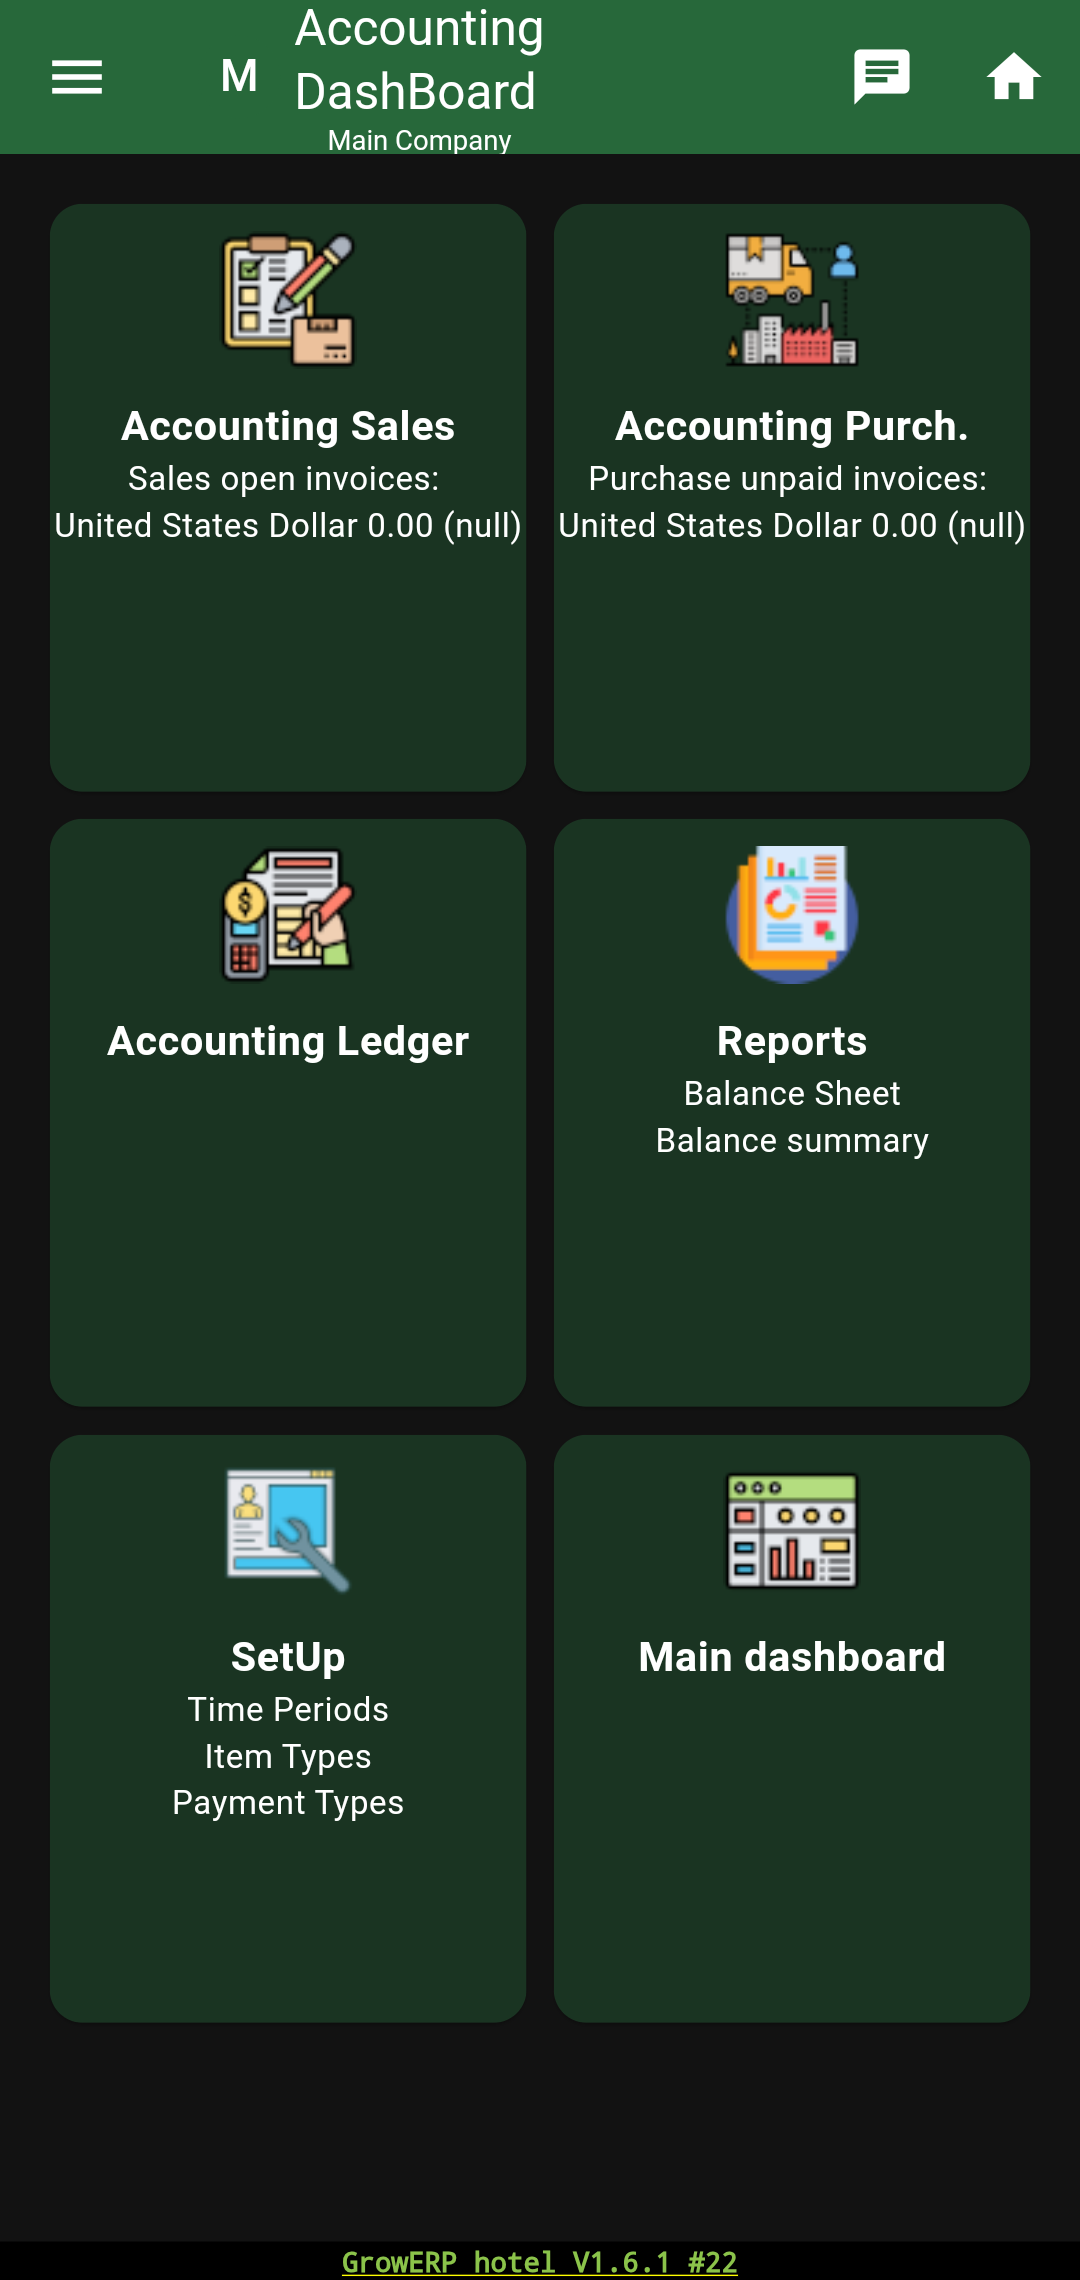 M
Accounting
DashBoard
Main Company
Accounting Sales
Sales open invoices:
United States Dollar 0.00 (null)
Accounting Purch.
Purchase unpaid invoices:
United States Dollar 0.00 (null)
Accounting Ledger
Reports
Balance Sheet
Balance summary
SetUp
Time Periods
Item Types
Payment Types
Main dashboard
GrowERP hotel V1.6.1 #22